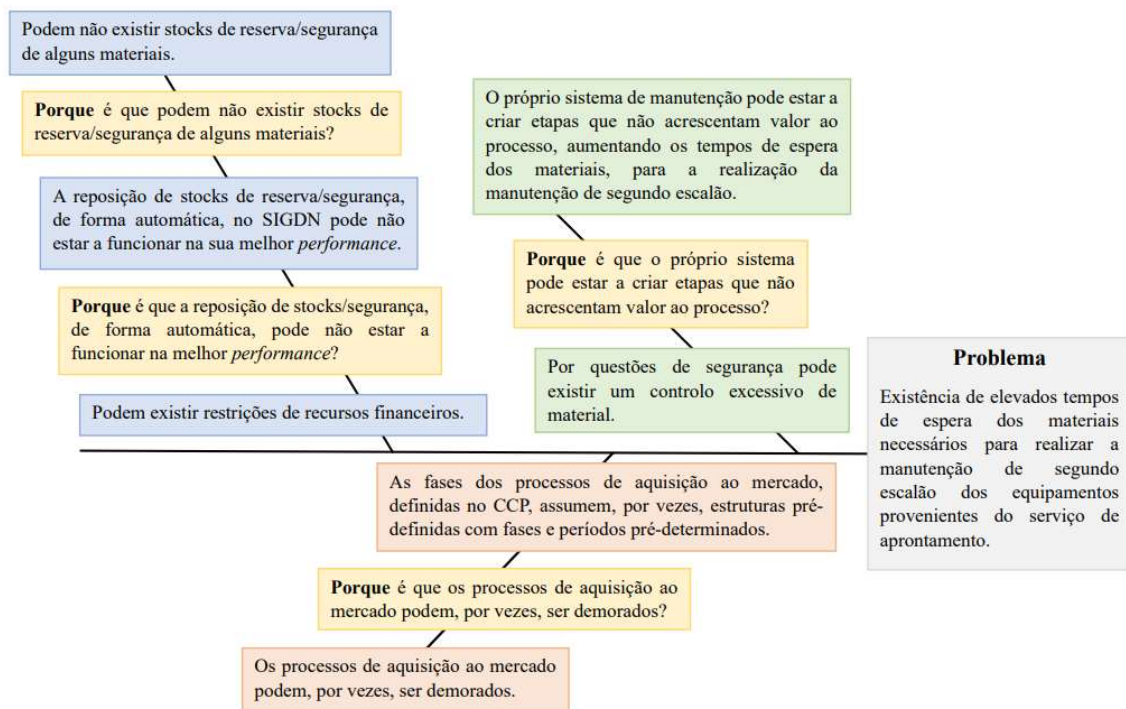 Podem não existir stocks de reserva/segurança
de alguns materiais.
Porque é que podem não existir stocks de
reserva/segurança de alguns materiais?
A reposição de stocks de reserva/segurança,
de forma automática, no SIGDN pode não
estar a funcionar na sua melhor performance.
Porque é que a reposição de stocks/segurança,
de forma automática, pode não estar a
funcionar na melhor performance?
Podem existir restrições de recursos financeiros.
O próprio sistema de manutenção pode estar a
criar etapas que não acrescentam valor ao
processo, aumentando os tempos de espera
dos materiais, para a realização da
manutenção de segundo escalão.
Porque é que o próprio sistema
pode estar a criar etapas que não
acrescentam valor ao processo?
Por questões de segurança pode
existir um controlo excessivo de
material.
Problema
Existência de elevados tempos
de espera dos materiais
necessários para realizar a
manutenção de segundo
escalão dos equipamentos
provenientes do serviço de
aprontamento.
As fases dos processos de aquisição ao mercado,
definidas no CCP, assumem, por vezes, estruturas pré-
definidas com fases e períodos pré-determinados.
Porque é que os processos de aquisição ao
mercado podem, por vezes, ser demorados?
Os processos de aquisição ao mercado
podem, por vezes, ser demorados.